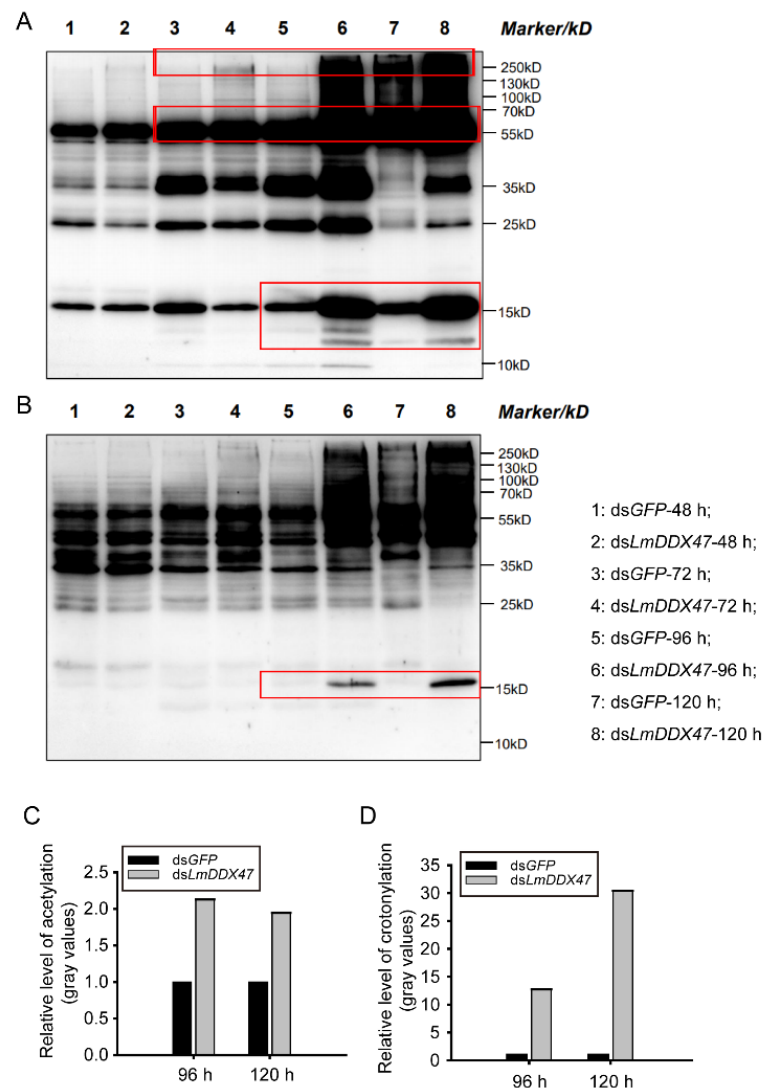 A
1 2 3 4 5 6 7 8 Marker/kD
250kD
130kD
100kD
70kD
55kD
35kD
25kD
15kD
10kD
B
1 2 3 4 5 6 7 8 Marker/kD
250kD
130kD
100kD
70kD
55kD
35kD
25kD
15kD
10kD
1: dsGFP-48 h;
2: dsLmDDX47-48 h;
3: dsGFP-72 h;
4: dsLmDDX47-72 h;
5: dsGFP-96 h;
6: dsLmDDX47-96 h;
7: dsGFP-120 h;
8: dsLmDDX47-120 h
C
dsGFP
dsLmDDX47
Relative level of acetylation
(gray values)
2.5
2.0
1.5
1.0
0.5
0.0
96 h 120 h
D
dsGFP
dsLmDDX47
Relative level of crotonylation
(gray values)
35
30
25
20
15
10
5
0
96 h 120 h